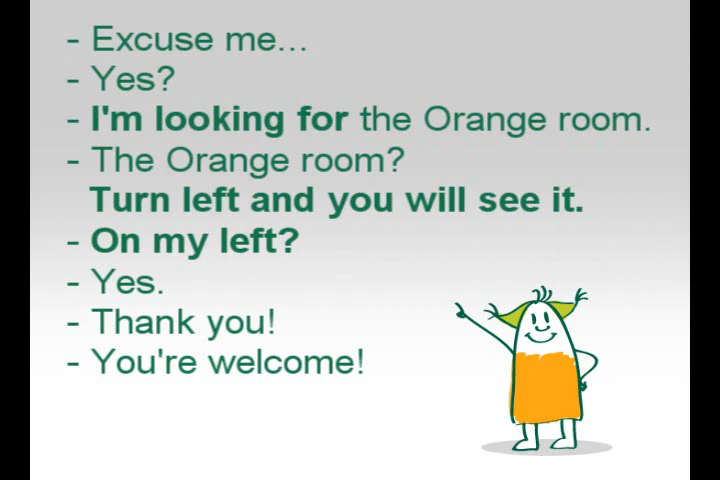 - Excuse me...
- Yes?
- I'm looking for the Orange room.
- The Orange room?
Turn left and you will see it.
- On my left?
- Yes.
- Thank you!
- You're welcome!